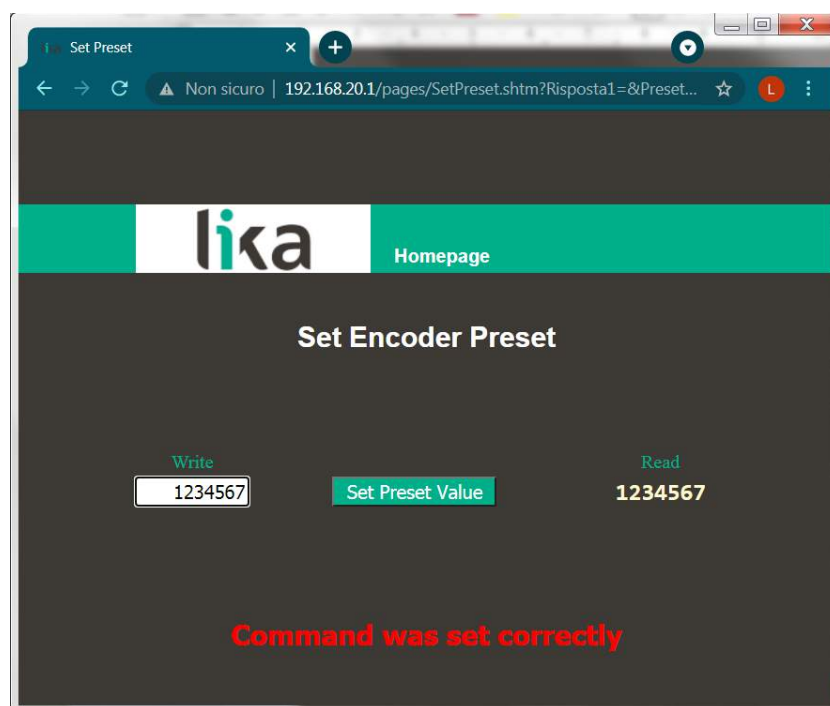 Set Preset
Non sicuro | 192.168.20.1/pages/SetPreset.shtm?Risposta1=&Preset... L
lika
Homepage
Set Encoder Preset
Write Read
1234567 Set Preset Value 1234567
Command was set correctly